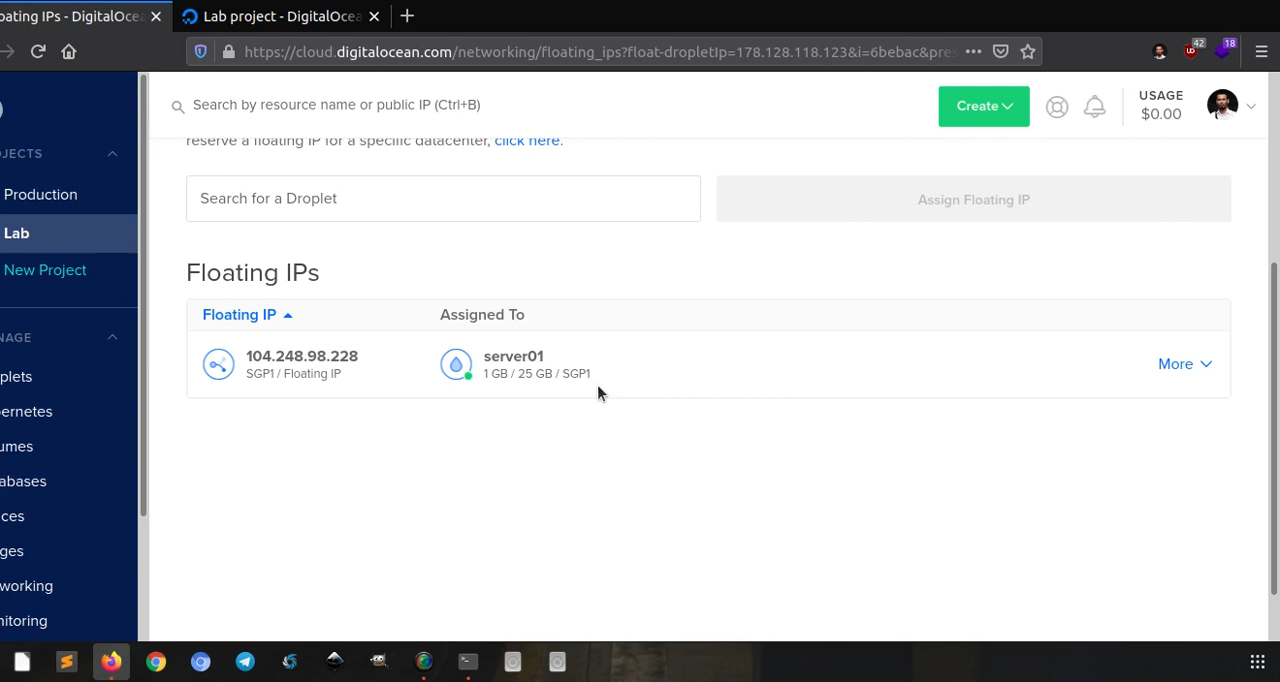 oating IPs - DigitalOcea
Lab project - DigitalOcea
https://cloud.digitalocean.com/networking/floating_ips?float-dropletIp=178.128.118.123&i=6bebac&pres
42
18
Search by resource name or public IP (Ctrl+B)
Create
USAGE
$0.00
reserve a floating IP for a specific datacenter, click here.
OJECTS
Production
Lab
New Project
NAGE
plets
ernetes
umes
abases
ces
ges
working
nitoring
Search for a Droplet
Assign Floating IP
Floating IPs
Floating IP
Assigned To
104.248.98.228
SGP1 / Floating IP
server01
1 GB / 25 GB / SGP1
More